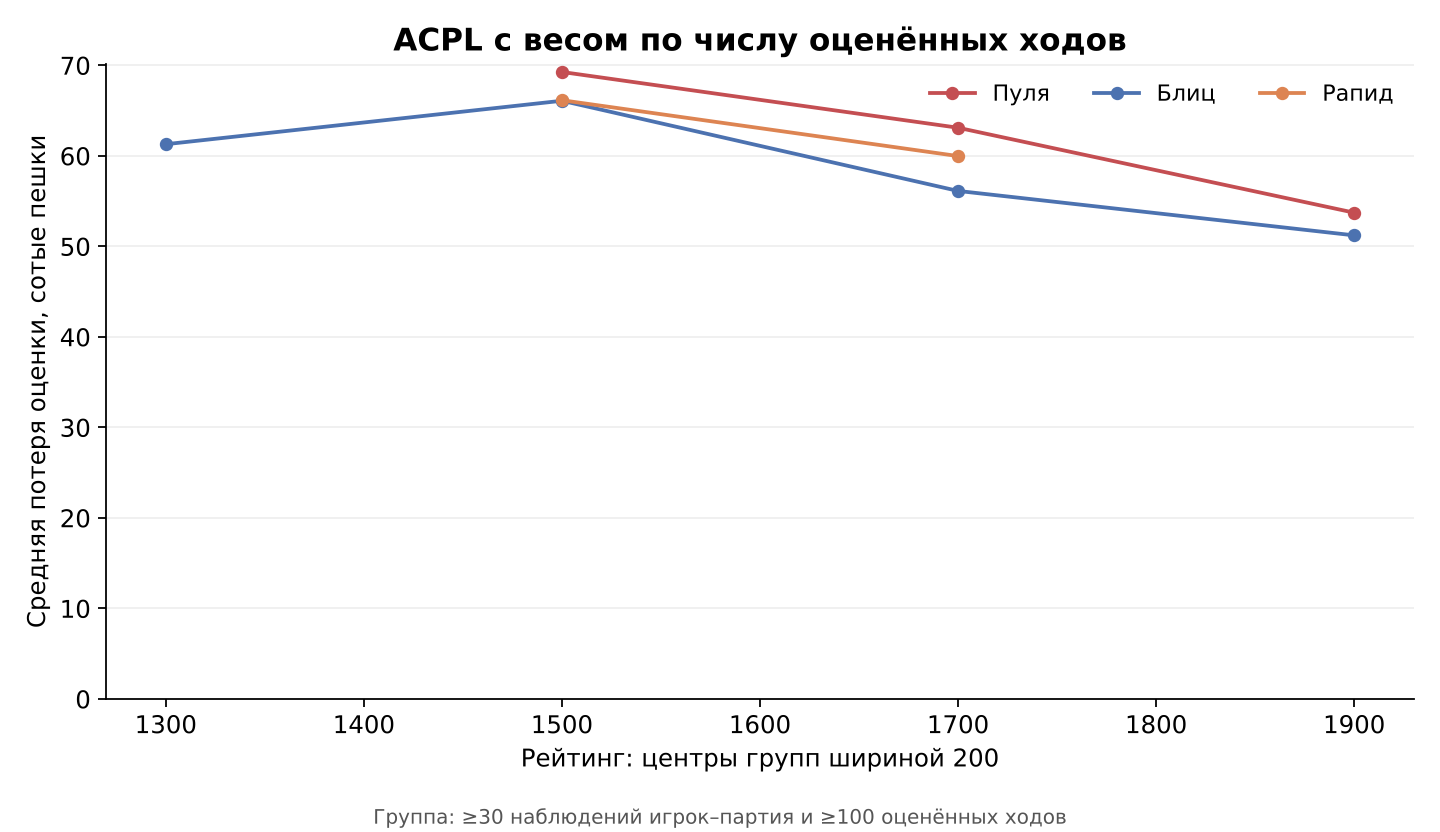 ACPL с весом по числу оценённых ходов
Пуля Блиц Рапид
Средняя потеря оценки, сотые пешки
70
60
50
40
30
20
10
0
1300 1400 1500 1600 1700 1800 1900
Рейтинг: центры групп шириной 200
Группа: ≥30 наблюдений игрок–партия и ≥100 оценённых ходов